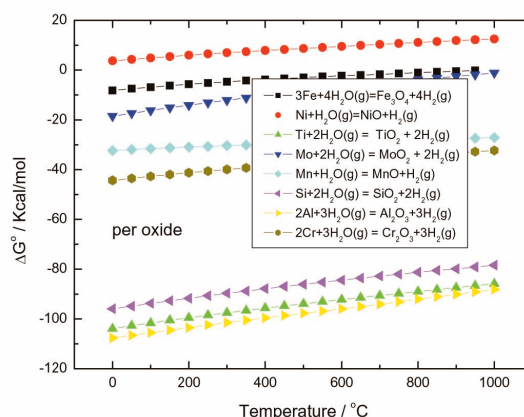 20
0
-20
-40
-60
-80
-100
-120
ΔG° / Kcal/mol
3Fe+4H₂O(g)=Fe₃O₄+4H₂(g)
Ni+H₂O(g)=NiO+H₂(g)
Ti+2H₂O(g) = TiO₂ + 2H₂(g)
Mo+2H₂O(g) = MoO₂ + 2H₂(g)
Mn+H₂O(g) = MnO+H₂(g)
Si+2H₂O(g) = SiO₂+2H₂(g)
2Al+3H₂O(g) = Al₂O₃+3H₂(g)
2Cr+3H₂O(g) = Cr₂O₃+3H₂(g)
per oxide
0 200 400 600 800 1000
Temperature / °C